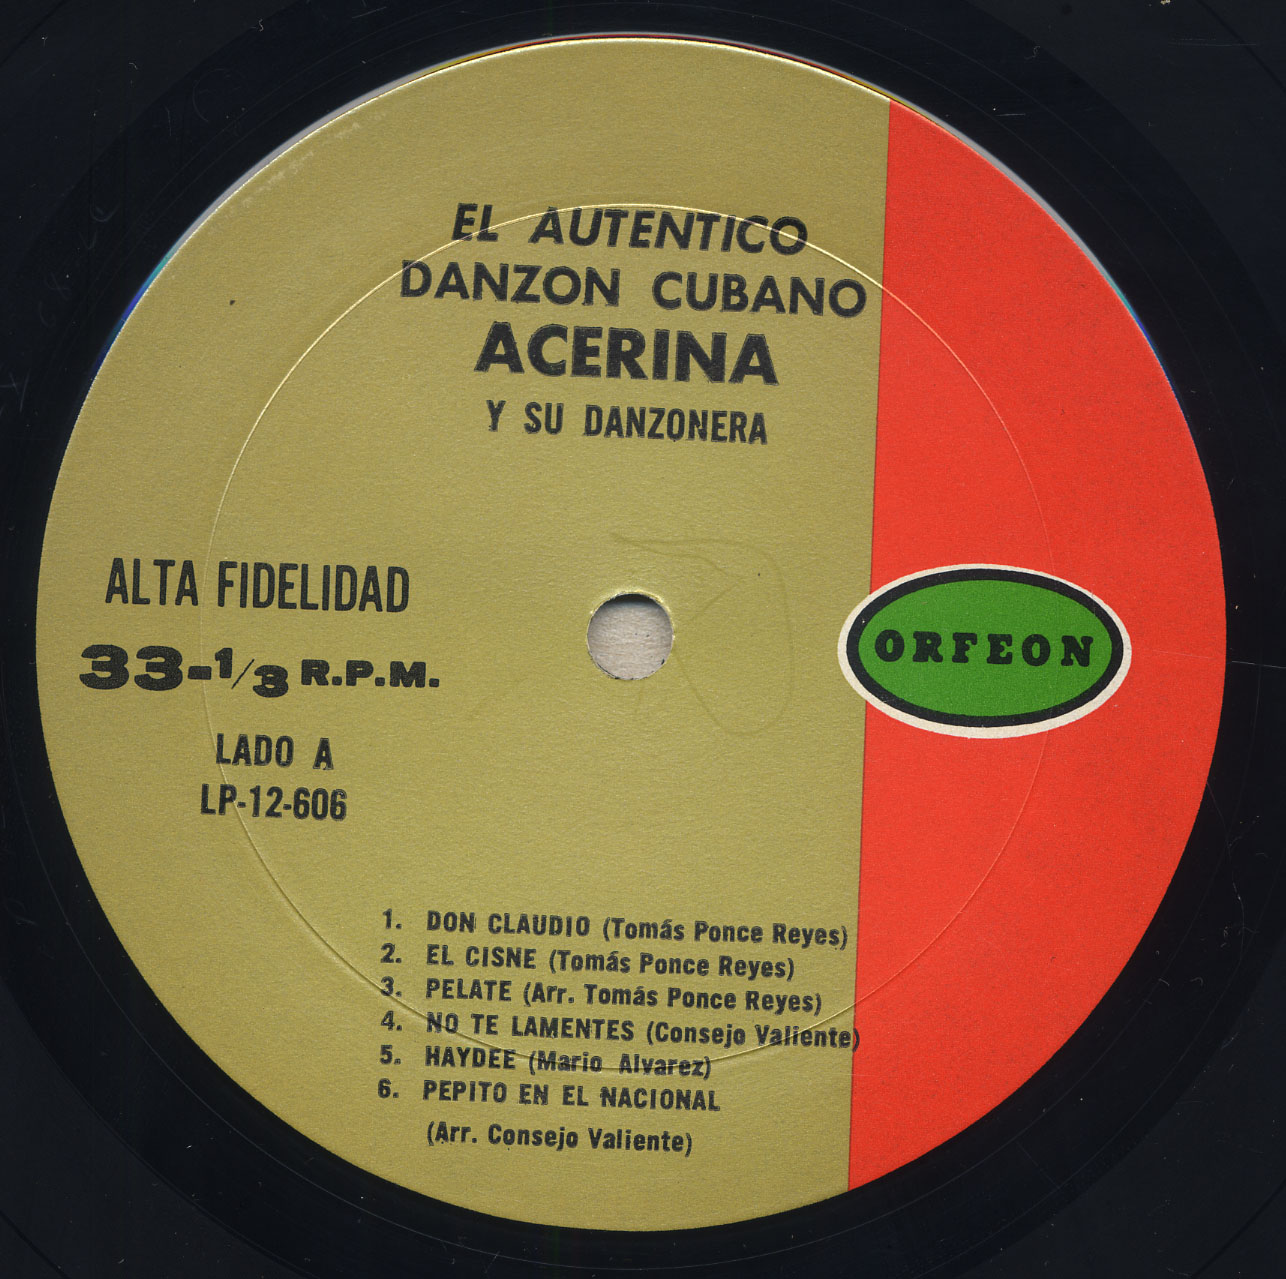 EL AUTENTICO
DANZON CUBANO
ACERINA
Y SU DANZONERA
ALTA FIDELIDAD
33-1/3 R.P.M.
ORFEON
LADO A
LP-12-606
1. DON CLAUDIO (Tomás Ponce Reyes)
2. EL CISNE (Tomás Ponce Reyes)
3. PELATE (Arr. Tomás Ponce Reyes)
4. NO TE LAMENTES (Consejo Valiente)
5. HAYDEE (Mario Alvarez)
6. PEPITO EN EL NACIONAL
(Arr. Consejo Valiente)